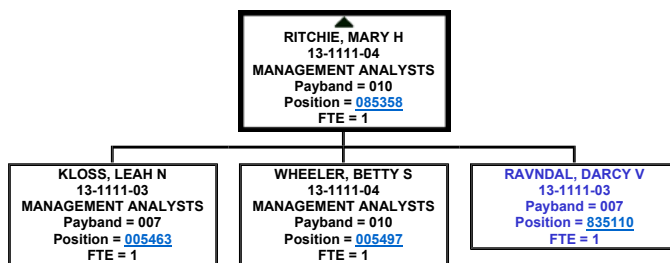 RITCHIE, MARY H
13-1111-04
MANAGEMENT ANALYSTS
Payband = 010
Position = 085358
FTE = 1
KLOSS, LEAH N
13-1111-03
MANAGEMENT ANALYSTS
Payband = 007
Position = 005463
FTE = 1
WHEELER, BETTY S
13-1111-04
MANAGEMENT ANALYSTS
Payband = 010
Position = 005497
FTE = 1
RAVNDAL, DARCY V
13-1111-03
Payband = 007
Position = 835110
FTE = 1